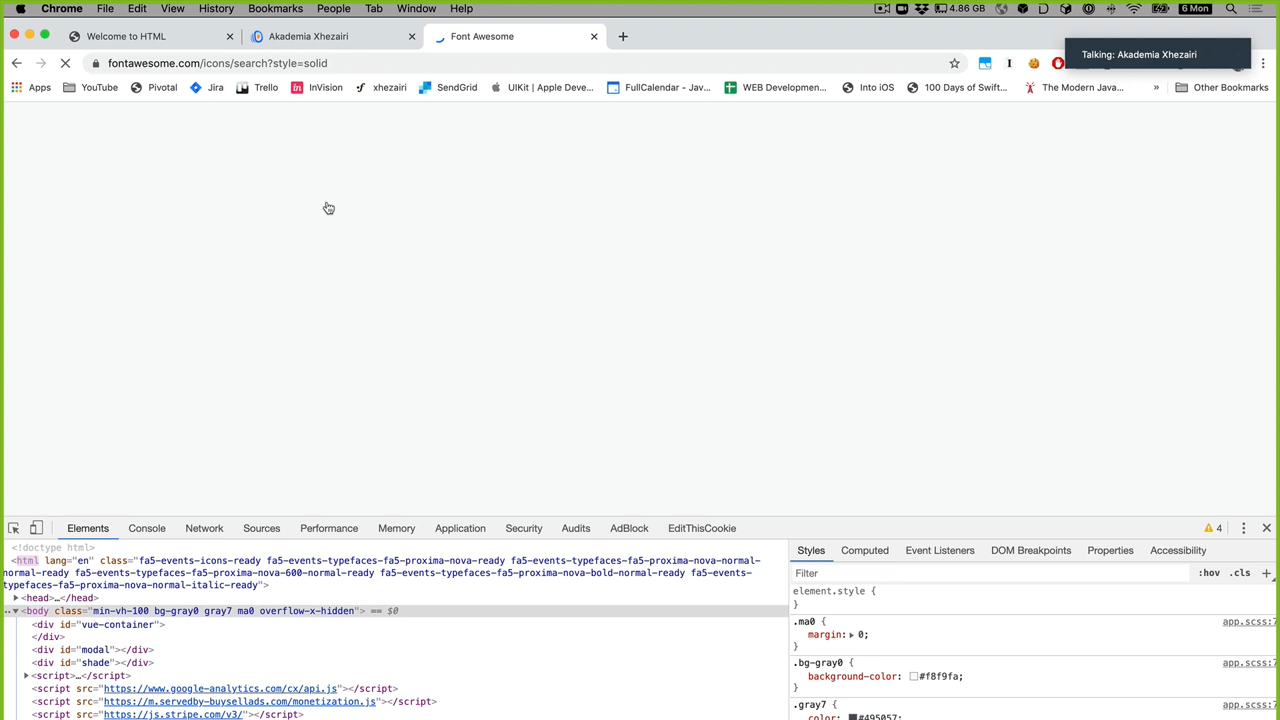 Chrome File Edit View History Bookmarks People Tab Window Help 4.86 GB 6 Mon
Welcome to HTML Akademia Xhezairi Font Awesome
Talking: Akademia Xhezairi
fontawesome.com/icons/search?style=solid
Apps YouTube Pivotal Jira Trello InVision xhezairi SendGrid UIKit | Apple Deve... FullCalendar - Jav... WEB Developmen... Into iOS 100 Days of Swift... The Modern Java... » Other Bookmarks
Elements Console Network Sources Performance Memory Application Security Audits AdBlock EditThisCookie 4
<!doctype html>
<html lang="en" class="fa5-events-icons-ready fa5-events-typefaces-fa5-proxima-nova-ready fa5-events-typefaces-fa5-proxima-nova-normal-
normal-ready fa5-events-typefaces-fa5-proxima-nova-600-normal-ready fa5-events-typefaces-fa5-proxima-nova-bold-normal-ready fa5-events-
typefaces-fa5-proxima-nova-normal-italic-ready">
<head>…</head>
<body class="min-vh-100 bg-gray0 gray7 ma0 overflow-x-hidden"> == $0
<div id="vue-container">
</div>
<div id="modal"></div>
<div id="shade"></div>
<script>…</script>
<script src="https://www.google-analytics.com/cx/api.js"></script>
<script src="https://m.servedby-buysellads.com/monetization.js"></script>
<script src="https://js.stripe.com/v3/"></script>
Styles Computed Event Listeners DOM Breakpoints Properties Accessibility
Filter :hov .cls +
element.style {
}
.ma0 { app.scss:7
margin: 0;
}
.bg-gray0 { app.scss:7
background-color: #f8f9fa;
}
.gray7 { app.scss:7
color: #495057;